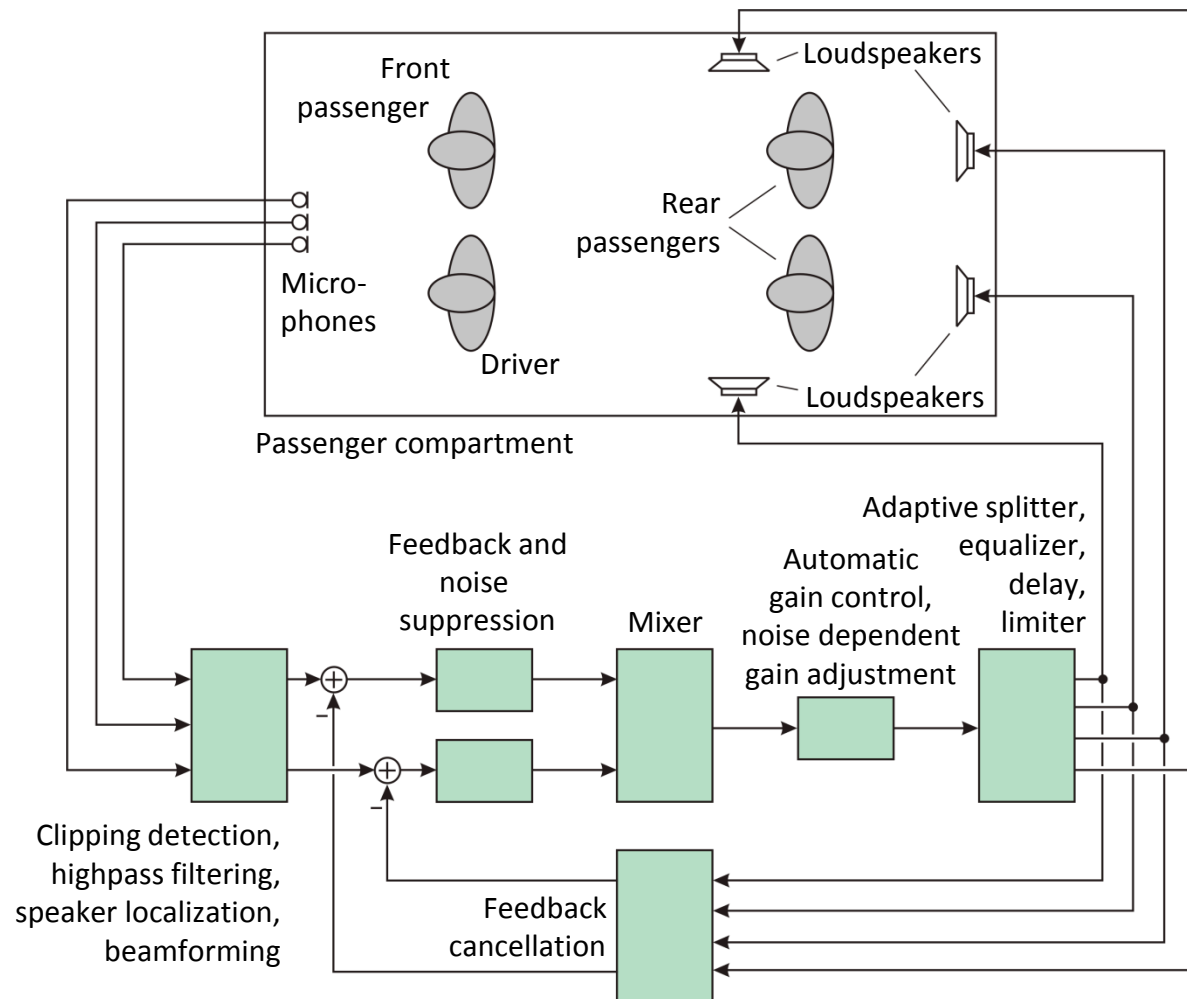 Loudspeakers
Front
passenger
Rear
passengers
Micro-
phones
Driver
Loudspeakers
Passenger compartment
Adaptive splitter,
equalizer,
delay,
limiter
Feedback and
noise
suppression
Automatic
gain control,
noise dependent
gain adjustment
Mixer
+
–
+
–
Clipping detection,
highpass filtering,
speaker localization,
beamforming
Feedback
cancellation